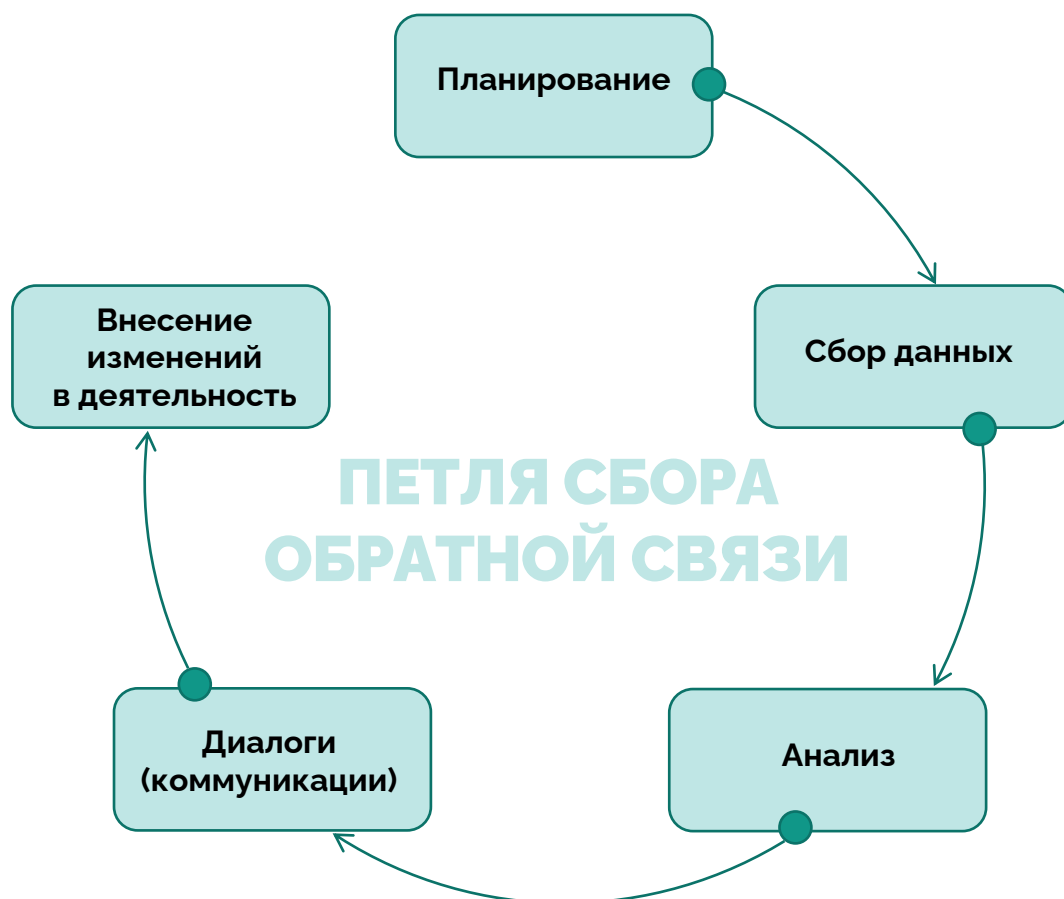 Планирование
Сбор данных
Анализ
Диалоги
(коммуникации)
Внесение
изменений
в деятельность
ПЕТЛЯ СБОРА
ОБРАТНОЙ СВЯЗИ